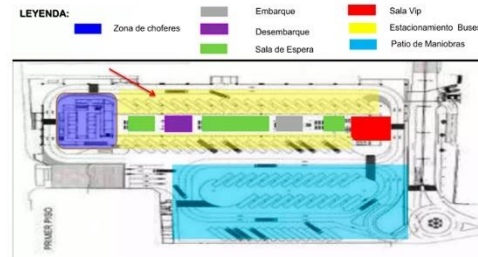 LEYENDA:
Zona de choferes
Embarque
Desembarque
Sala de Espera
Sala Vip
Estacionamiento Buses
Patio de Maniobras
PRIMER PISO